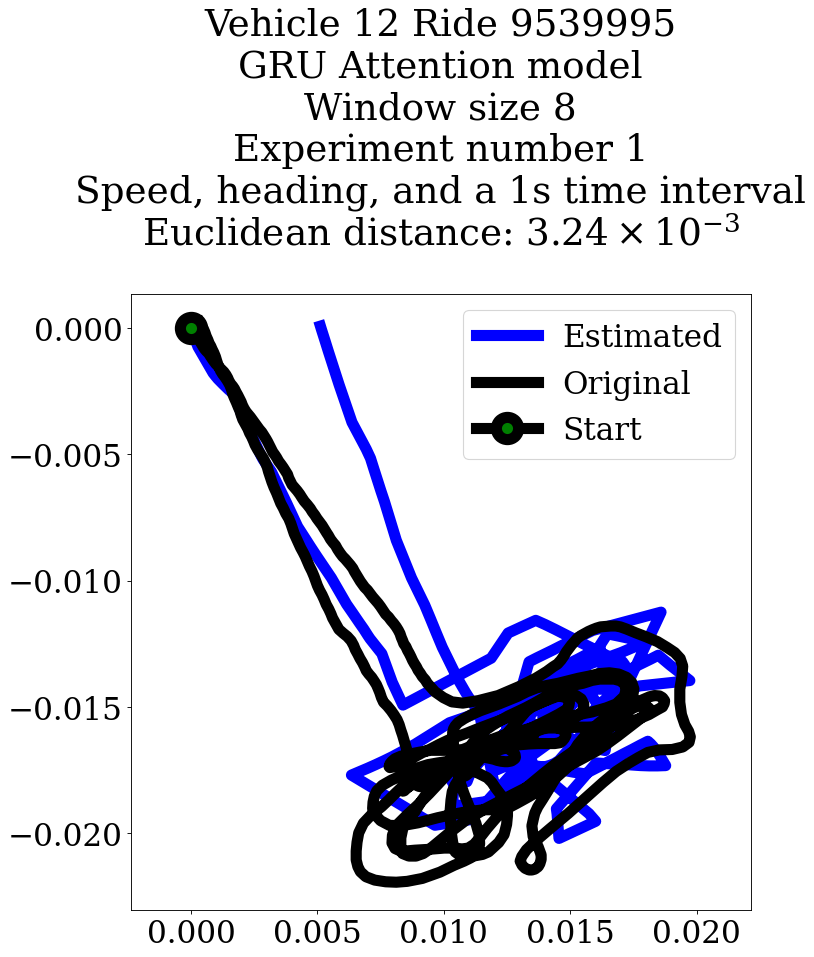 Vehicle 12 Ride 9539995
GRU Attention model
Window size 8
Experiment number 1
Speed, heading, and a 1s time interval
Euclidean distance: 3.24 × 10⁻³
Estimated
Original
Start
0.000
−0.005
−0.010
−0.015
−0.020
0.000 0.005 0.010 0.015 0.020